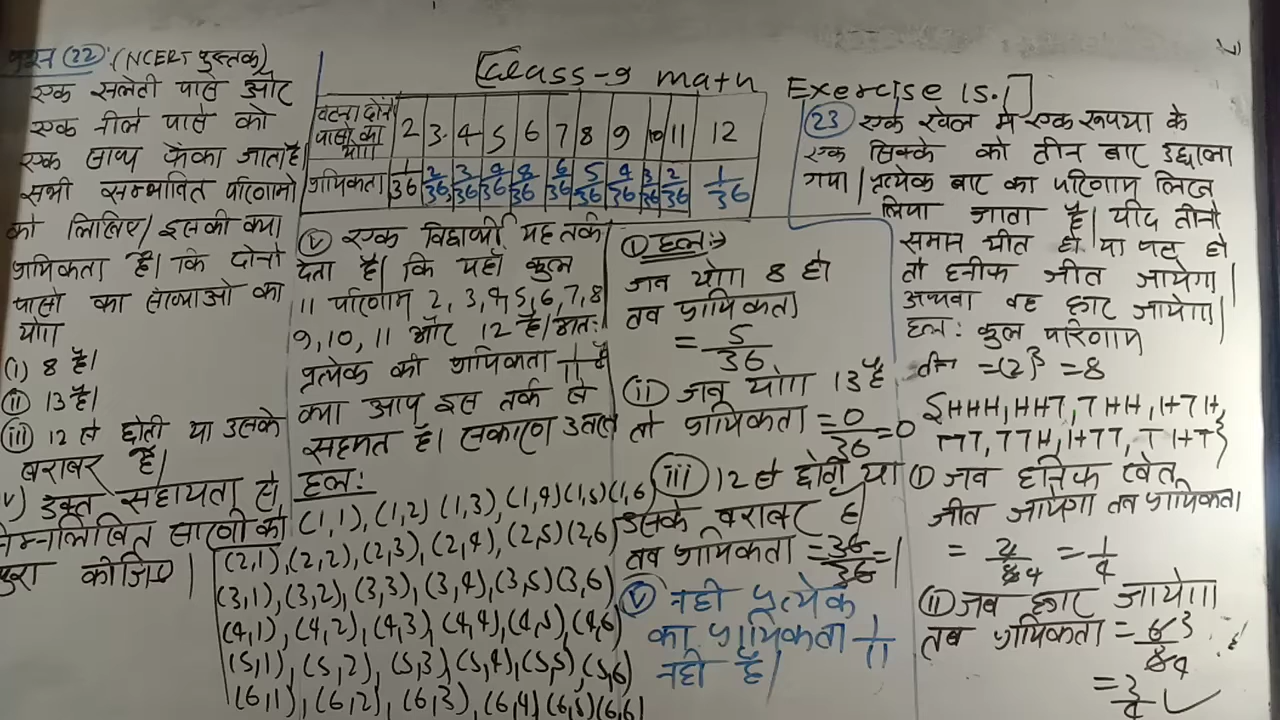 प्रश्न (22) (NCERT पुस्तक)
एक सलेटी पासे और
एक नीले पासे को
एक साथ फेंका जाता है।
सभी सम्भावित परिणामो
को लिखिए। इसकी क्या
प्रायिकता है। कि दोनो
पासो का संख्याओ का
योग
(i) 8 है।
(ii) 13 है।
(iii) 12 से छोटी या उसके
बराबर है।
v) उक्त सहायता से
निम्नलिखित सारणी को
पुरा कीजिए।
[Class-9 math Exercise 15.1]
घटना दोनो पासो का योग 2 3 4 5 6 7 8 9 10 11 12
प्रायिकता 1/36 2/36 3/36 4/36 8/36 6/36 5/36 4/36 3/36 2/36 1/36
(v) एक विद्यार्थी यह तर्क
देता है। कि यहाँ कुल
11 परिणाम 2, 3, 4, 5, 6, 7, 8
9, 10, 11 और 12 है। अतः
प्रत्येक की प्रायिकता 1/11 है
क्या आप इस तर्क से
सहमत है। सकारण उत्तर
हल:
(1,1), (1,2) (1,3), (1,4) (1,5) (1,6)
(2,1), (2,2), (2,3), (2,4), (2,5) (2,6)
(3,1), (3,2), (3,3), (3,4), (3,5) (3,6)
(4,1), (4,2), (4,3), (4,4), (4,5), (4,6)
(5,1), (5,2), (5,3), (5,4), (5,5), (5,6)
(6,1), (6,2), (6,3), (6,4) (6,5) (6,6)
(i) हल:→
जब योग 8 हो
तब प्रायिकता
= 5/36
(ii) जब योग 13 है
तो प्रायिकता = 0/36 = 0
(iii) 12 से छोटी या
उसके बराबर है
तब प्रायिकता = 36/36 = 1
(v) नही प्रत्येक
का प्रायिकता 1/11
नही है।
(23) एक खेल मे एक रूपया के
एक सिक्के को तीन बार उछाला
गया। प्रत्येक बार का परिणाम लिख
लिया जाता है। यदि तीनो
समान चीत हो या पट हो
तो हनीफ जीत जायेगा।
अथवा वह हार जायेगा।
हल: कुल परिणाम
= (2)³ = 8
{HHH, HHT, THH, HTH,
TTT, TTH, HTT, THT}
(i) जब हनिक खेल
जीत जायेगा तब प्रायिकता
= 2/8 4 = 1/4
(ii) जब हार जायेगा
तब प्रायिकता = 6 3/8 4
= 3/4